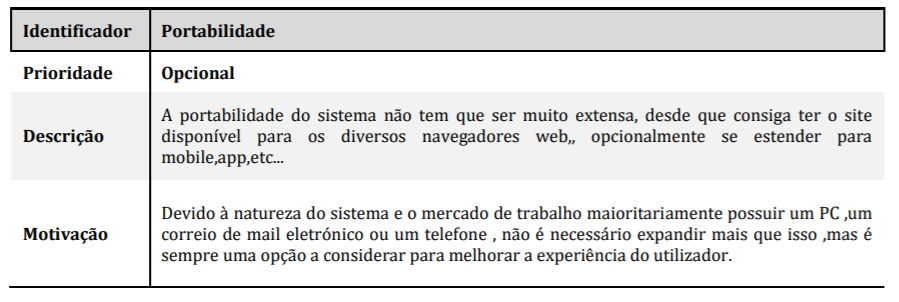 Identificador Portabilidade
Prioridade Opcional
Descrição
A portabilidade do sistema não tem que ser muito extensa, desde que consiga ter o site
disponível para os diversos navegadores web,, opcionalmente se estender para
mobile,app,etc...
Motivação
Devido à natureza do sistema e o mercado de trabalho maioritariamente possuir um PC ,um
correio de mail eletrónico ou um telefone , não é necessário expandir mais que isso ,mas é
sempre uma opção a considerar para melhorar a experiência do utilizador.